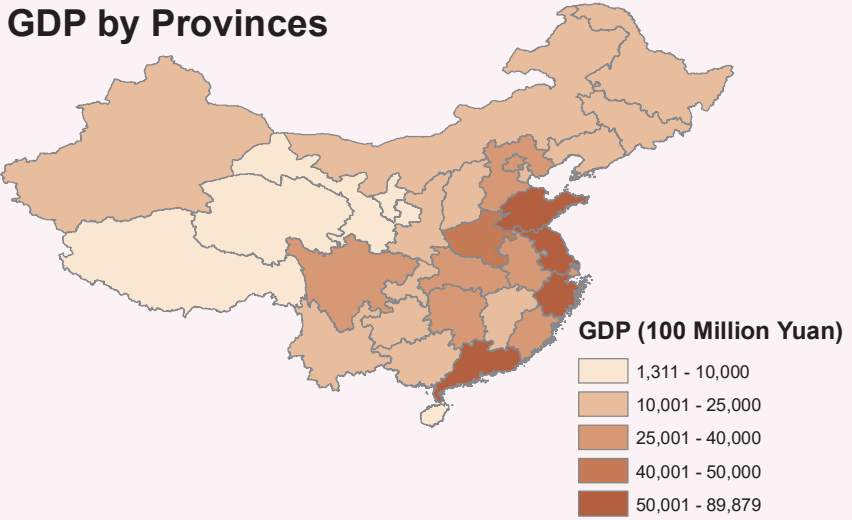 GDP by Provinces
GDP (100 Million Yuan)
1,311 - 10,000
10,001 - 25,000
25,001 - 40,000
40,001 - 50,000
50,001 - 89,879